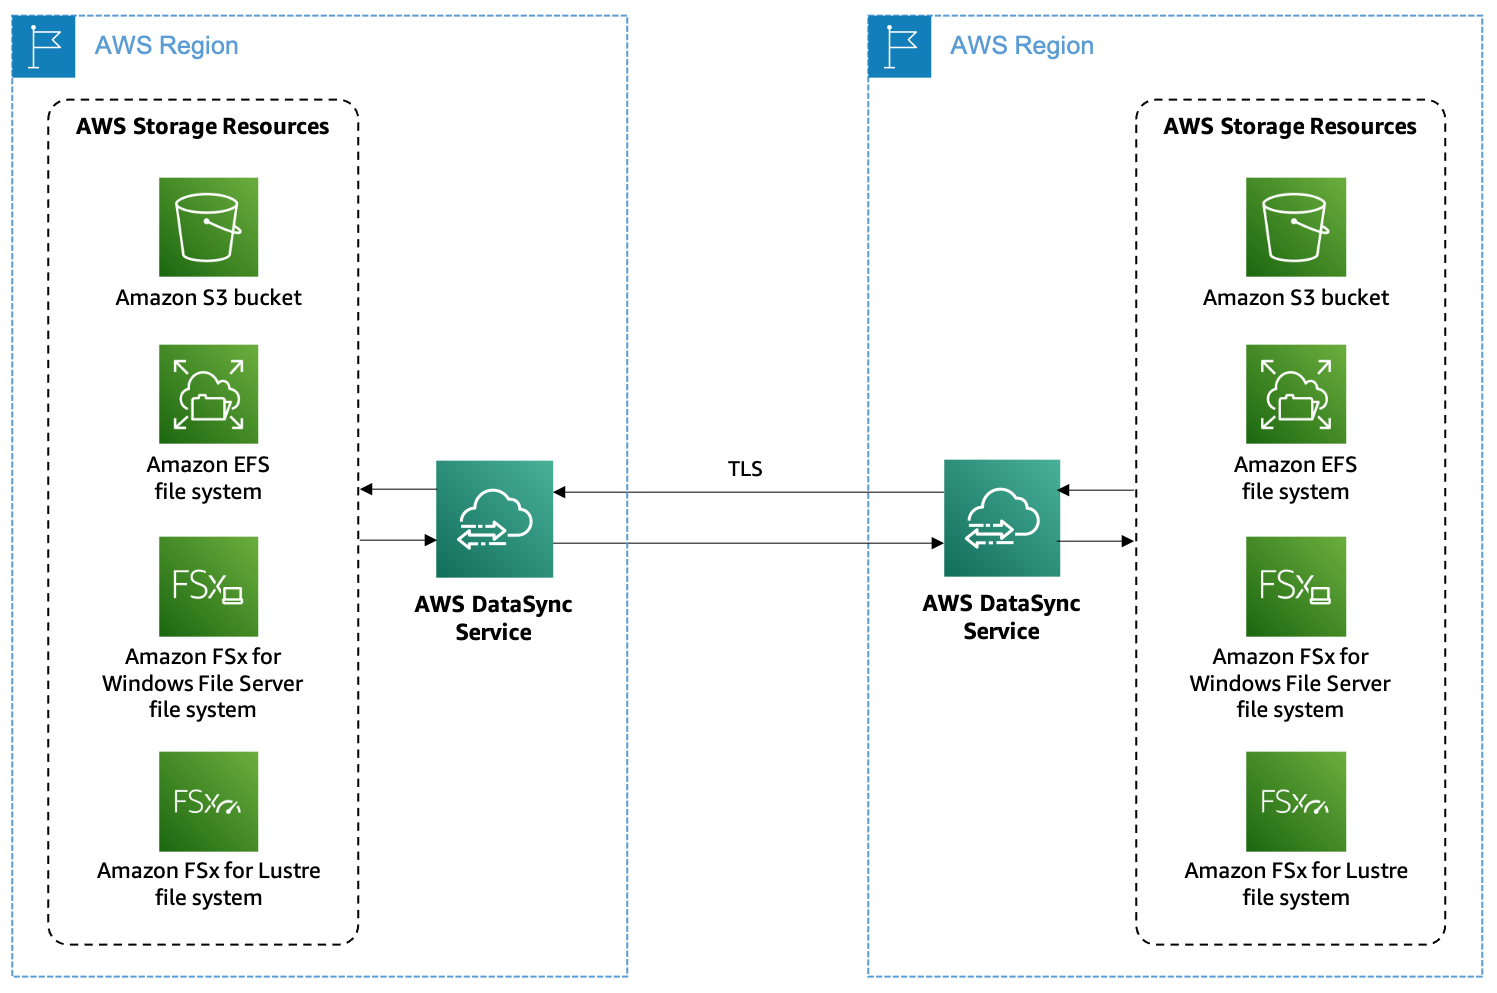 AWS Region
AWS Storage Resources
Amazon S3 bucket
Amazon EFS
file system
FSx
Amazon FSx for
Windows File Server
file system
FSx
Amazon FSx for Lustre
file system
AWS DataSync
Service
TLS
AWS Region
AWS DataSync
Service
AWS Storage Resources
Amazon S3 bucket
Amazon EFS
file system
FSx
Amazon FSx for
Windows File Server
file system
FSx
Amazon FSx for Lustre
file system